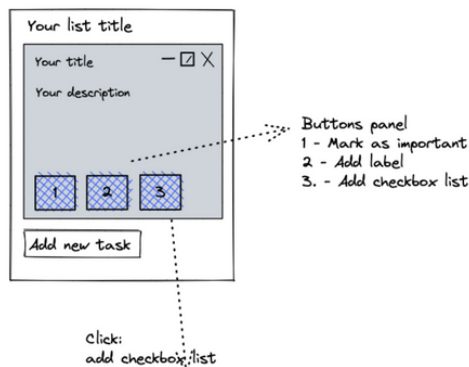 Your list title
Your title
Your description
1 2 3
Add new task
Buttons panel
1 - Mark as important
2 - Add label
3. - Add checkbox list
Click:
add checkbox list